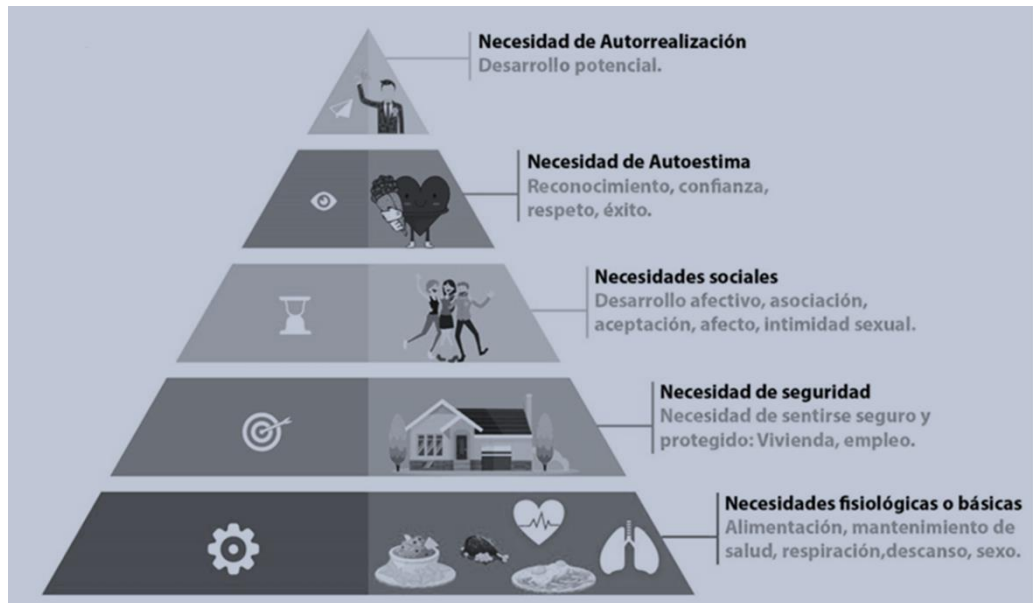 Necesidad de Autorrealización
Desarrollo potencial.
Necesidad de Autoestima
Reconocimiento, confianza,
respeto, éxito.
Necesidades sociales
Desarrollo afectivo, asociación,
aceptación, afecto, intimidad sexual.
Necesidad de seguridad
Necesidad de sentirse seguro y
protegido: Vivienda, empleo.
Necesidades fisiológicas o básicas
Alimentación, mantenimiento de
salud, respiración,descanso, sexo.